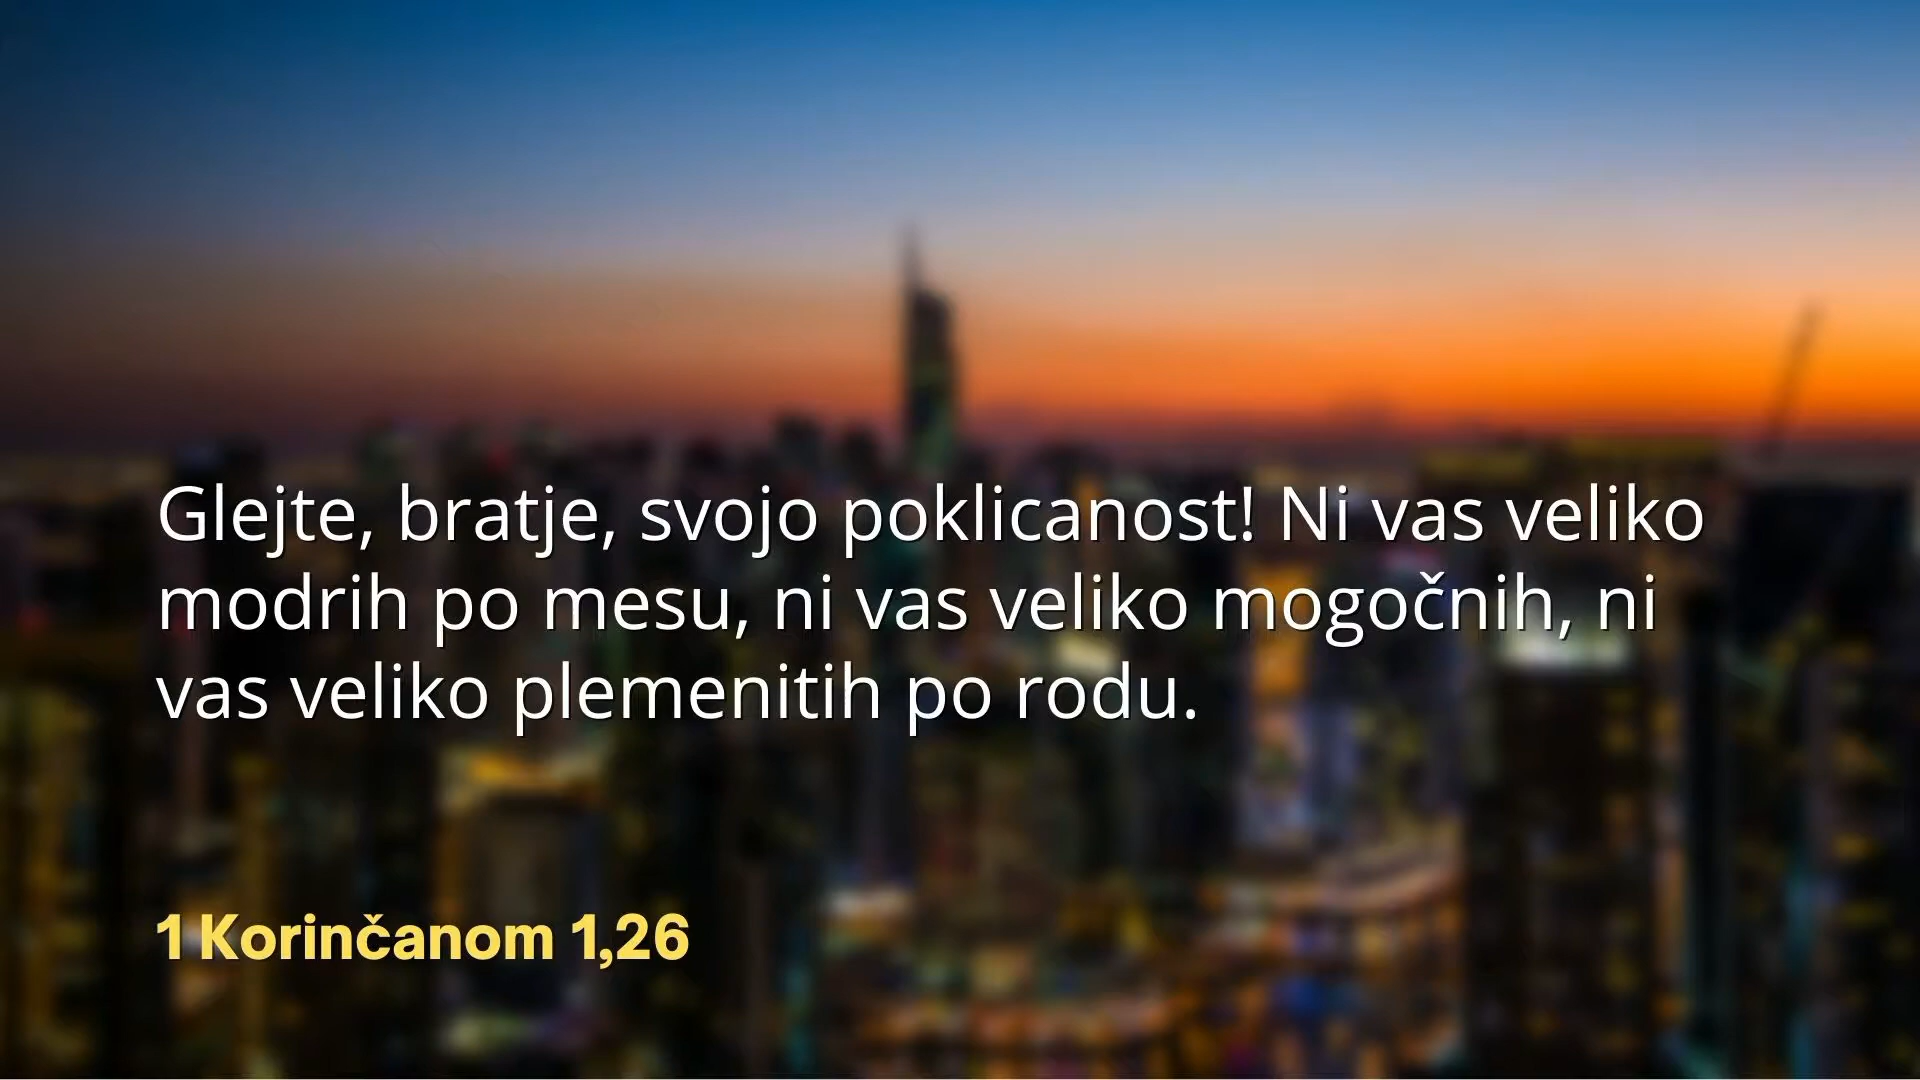 Glejte, bratje, svojo poklicanost! Ni vas veliko
modrih po mesu, ni vas veliko mogočnih, ni
vas veliko plemenitih po rodu.
1 Korinčanom 1,26